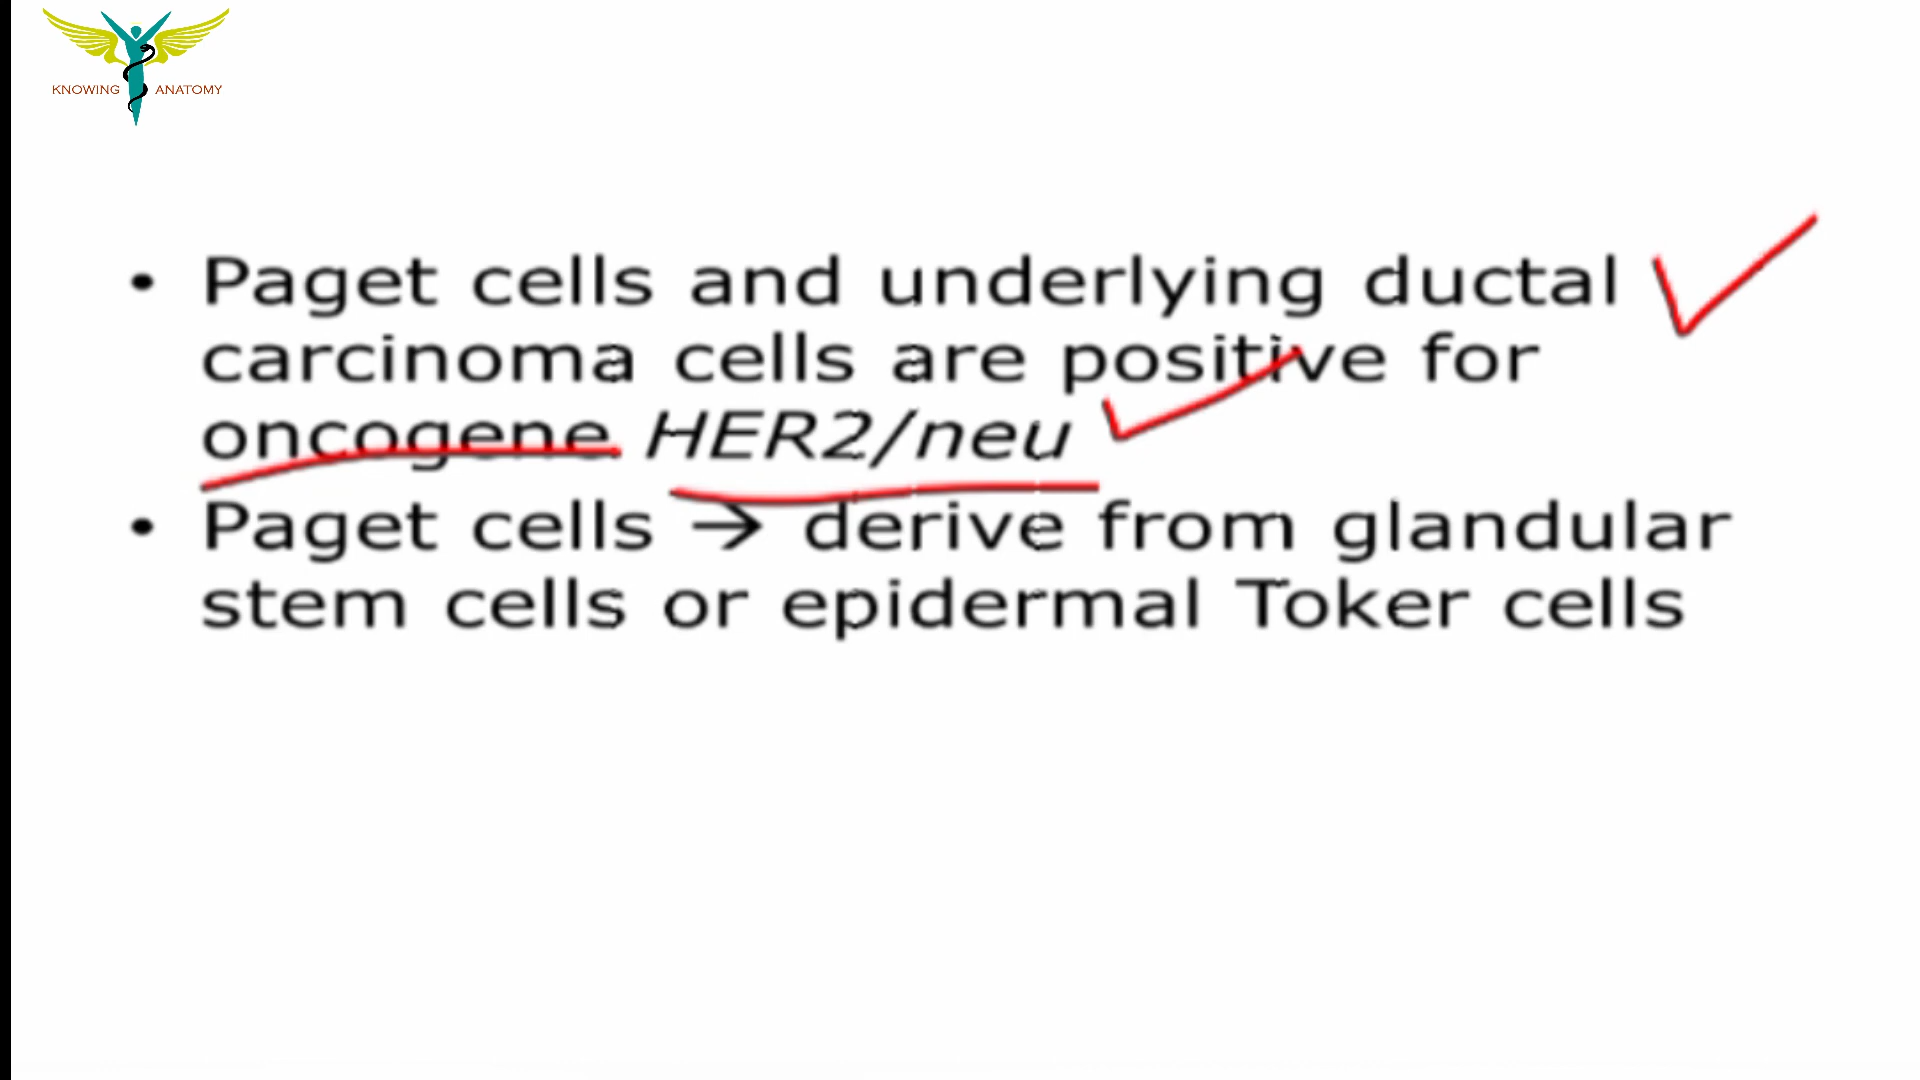 KNOWING ANATOMY
• Paget cells and underlying ductal
carcinoma cells are positive for
oncogene HER2/neu
• Paget cells → derive from glandular
stem cells or epidermal Toker cells